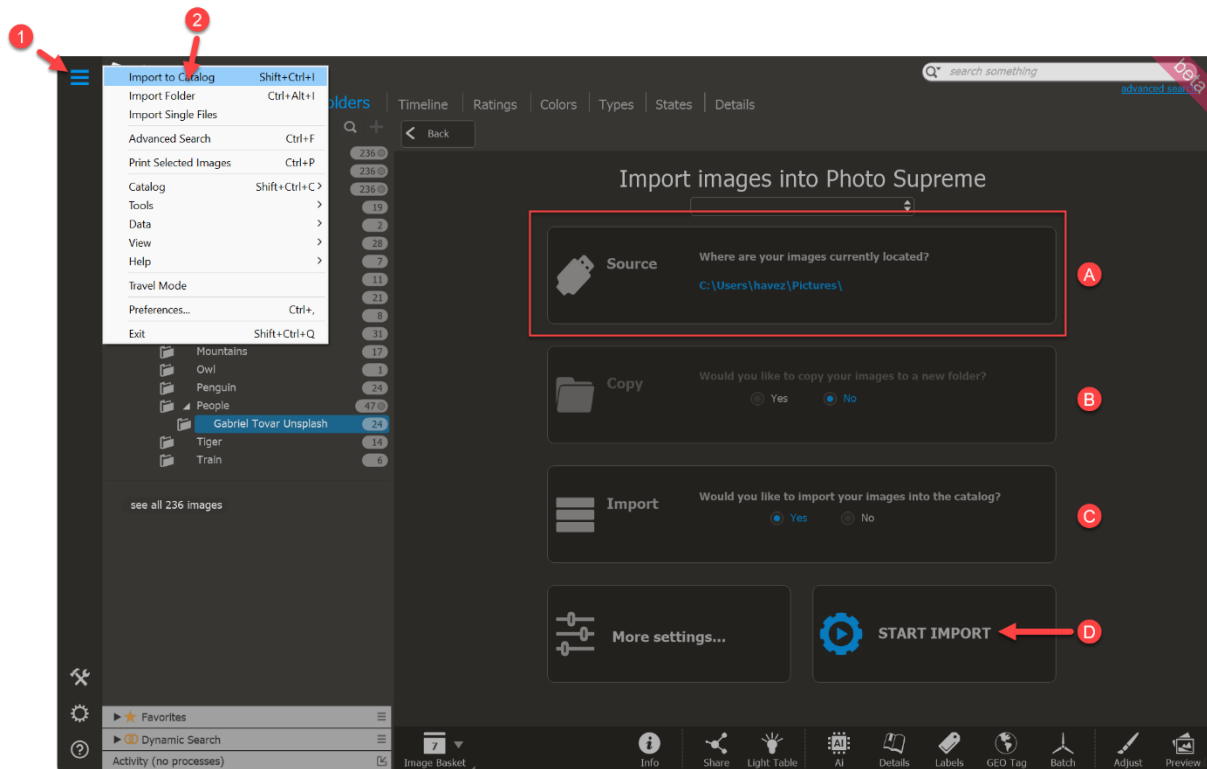 1
2
beta
Import to Catalog Shift+Ctrl+I
Import Folder Ctrl+Alt+I
Import Single Files
Advanced Search Ctrl+F
Print Selected Images Ctrl+P
Catalog Shift+Ctrl+C >
Tools >
Data >
View >
Help >
Travel Mode
Preferences... Ctrl+,
Exit Shift+Ctrl+Q
search something
advanced search
olders Timeline Ratings Colors Types States Details
Back
236
236
236
19
2
28
7
11
21
8
31
Mountains 17
Owl 1
Penguin 24
People 47
Gabriel Tovar Unsplash 24
Tiger 14
Train 6
see all 236 images
Import images into Photo Supreme
Source
Where are your images currently located?
C:\Users\havez\Pictures\
A
Copy
Would you like to copy your images to a new folder?
Yes No
B
Import
Would you like to import your images into the catalog?
Yes No
C
More settings...
START IMPORT
D
Favorites
Dynamic Search
Activity (no processes)
7
Image Basket
Info
Share
Light Table
AI
Ai
Details
Labels
GEO Tag
Batch
Adjust
Preview